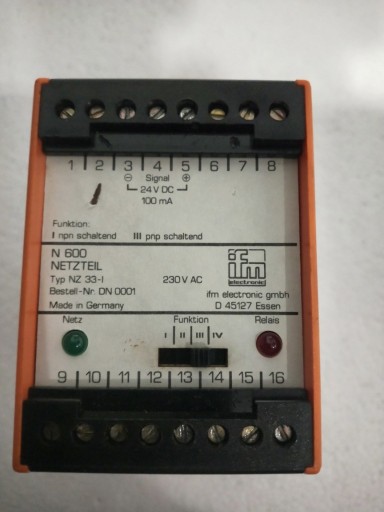 1 2 3 4 5 6 7 8
⊖ Signal ⊕
24V DC
100 mA
Funktion:
I npn schaltend III pnp schaltend
N 600
NETZTEIL
Typ NZ 33-I 230V AC
Bestell-Nr. DN 0001
Made in Germany
ifm
electronic
ifm electronic gmbh
D 45127 Essen
Netz Funktion Relais
I II III IV
9 10 11 12 13 14 15 16